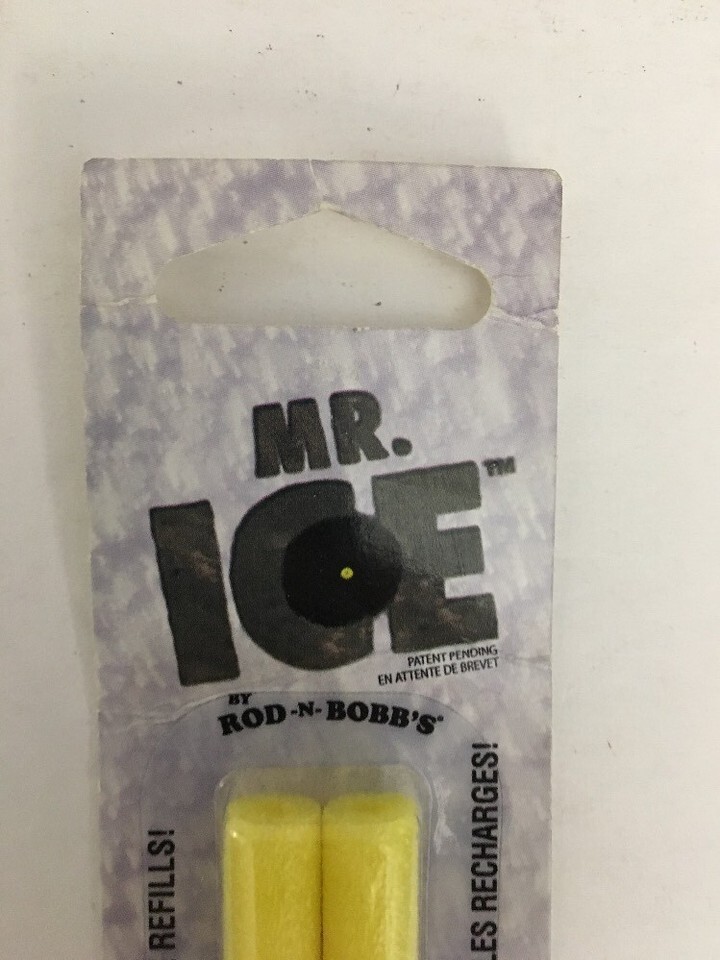 MR.
ICE™
PATENT PENDING
EN ATTENTE DE BREVET
BY
ROD-N-BOBB'S®
REFILLS!
LES RECHARGES!